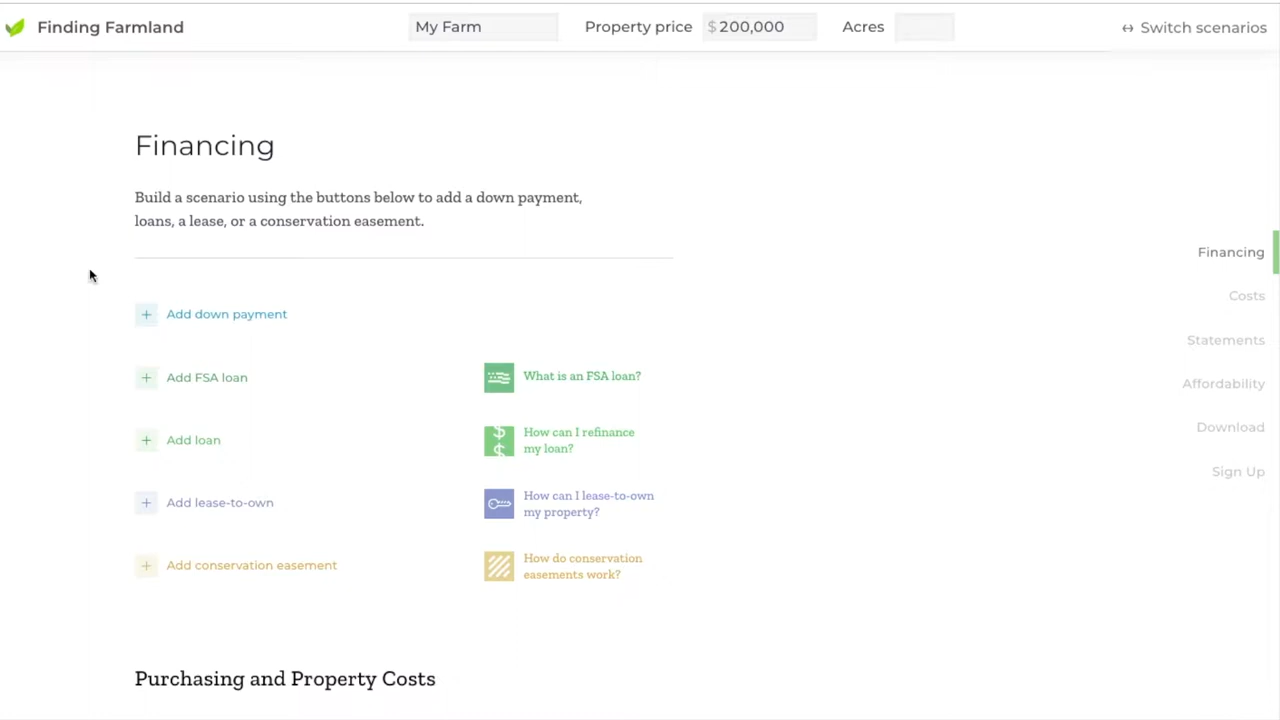 Finding Farmland
My Farm
Property price
$ 200,000
Acres
↔ Switch scenarios
Financing
Build a scenario using the buttons below to add a down payment,
loans, a lease, or a conservation easement.
+ Add down payment
+ Add FSA loan
What is an FSA loan?
+ Add loan
How can I refinance
my loan?
+ Add lease-to-own
How can I lease-to-own
my property?
+ Add conservation easement
How do conservation
easements work?
Purchasing and Property Costs
Financing
Costs
Statements
Affordability
Download
Sign Up